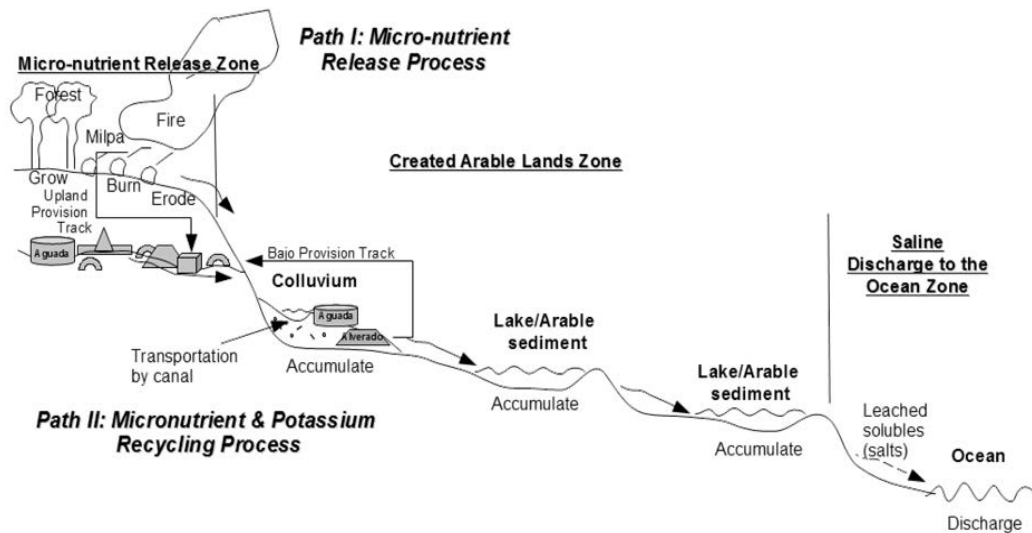 Path I: Micro-nutrient
Release Process
Micro-nutrient Release Zone
Forest
Fire
Milpa
Created Arable Lands Zone
Grow
Burn
Erode
Upland
Provision
Track
Aguada
Bajo Provision Track
Saline
Discharge to the
Ocean Zone
Colluvium
Aguada
Alverado
Lake/Arable
sediment
Transportation
by canal
Accumulate
Lake/Arable
sediment
Accumulate
Path II: Micronutrient & Potassium
Recycling Process
Accumulate
Leached
solubles
(salts)
Ocean
Discharge